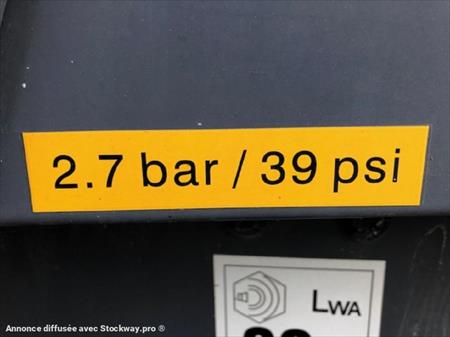 2.7 bar / 39 psi
LWA
Annonce diffusée avec Stockway.pro ®